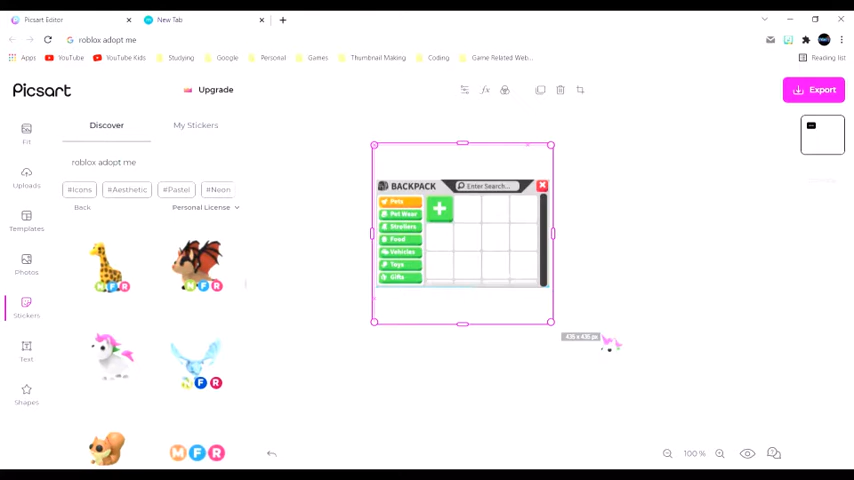 Picsart Editor
New Tab
roblox adopt me
Apps YouTube YouTube Kids Studying Google Personal Games Thumbnail Making Coding Game Related Web... Reading list
Picsart
Upgrade
Export
Fit
Uploads
Templates
Photos
Stickers
Text
Shapes
Discover My Stickers
roblox adopt me
#Icons #Aesthetic #Pastel #Neon
Back Personal License
M F R
N F R
F R
M F R
BACKPACK Enter Search...
Pets
Pet Wear
Strollers
Food
Vehicles
Toys
Gifts
435 x 435 px
100 %